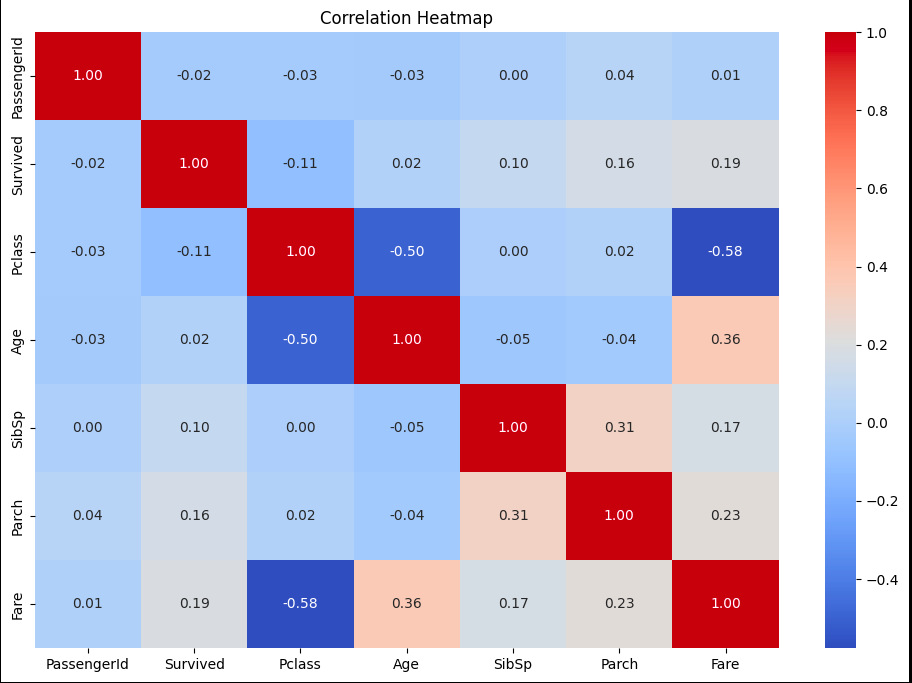 Correlation Heatmap
PassengerId 1.00 -0.02 -0.03 -0.03 0.00 0.04 0.01
Survived -0.02 1.00 -0.11 0.02 0.10 0.16 0.19
Pclass -0.03 -0.11 1.00 -0.50 0.00 0.02 -0.58
Age -0.03 0.02 -0.50 1.00 -0.05 -0.04 0.36
SibSp 0.00 0.10 0.00 -0.05 1.00 0.31 0.17
Parch 0.04 0.16 0.02 -0.04 0.31 1.00 0.23
Fare 0.01 0.19 -0.58 0.36 0.17 0.23 1.00
PassengerId Survived Pclass Age SibSp Parch Fare
1.0
0.8
0.6
0.4
0.2
0.0
−0.2
−0.4